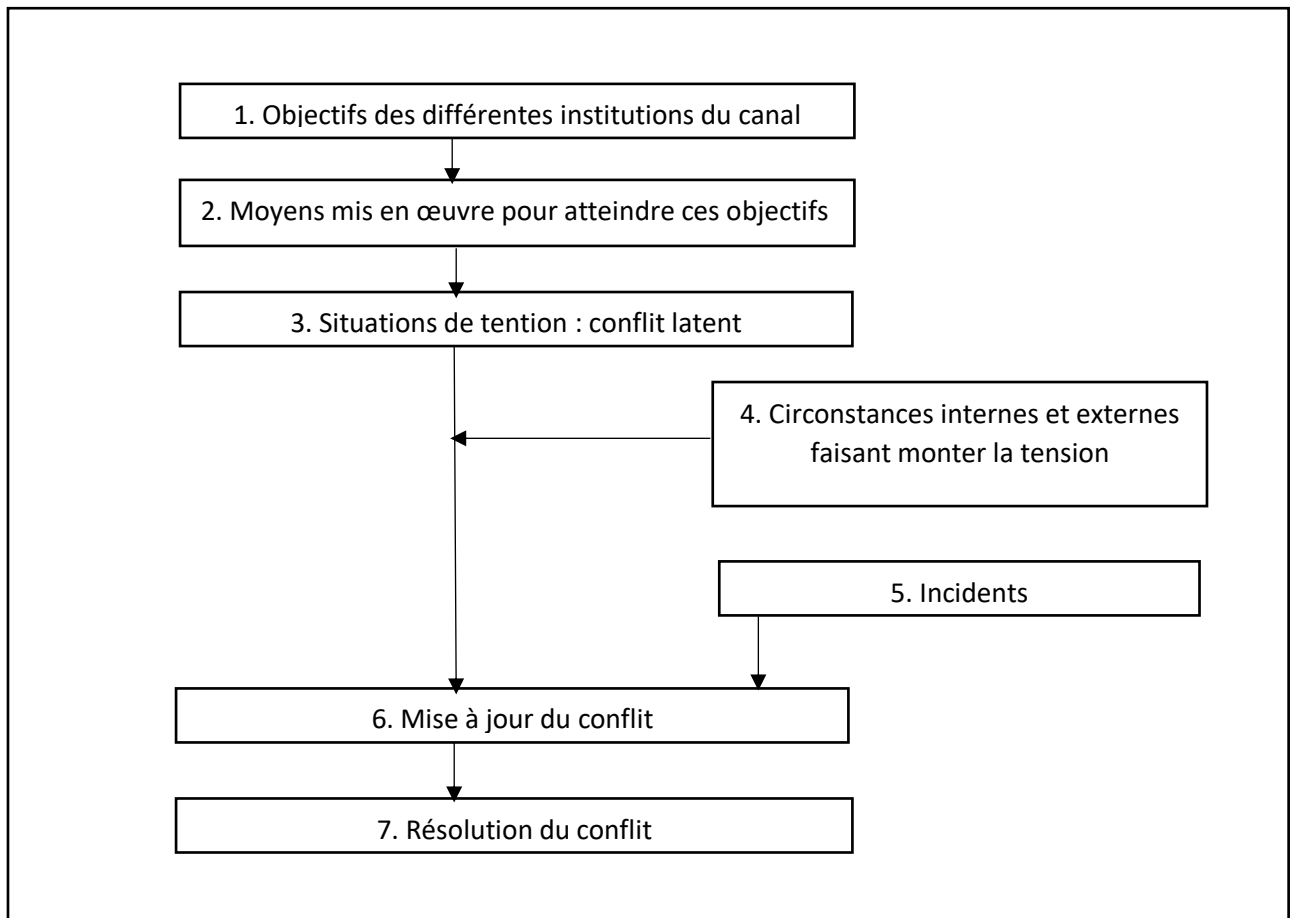 1. Objectifs des différentes institutions du canal
2. Moyens mis en œuvre pour atteindre ces objectifs
3. Situations de tention : conflit latent
4. Circonstances internes et externes
faisant monter la tension
5. Incidents
6. Mise à jour du conflit
7. Résolution du conflit